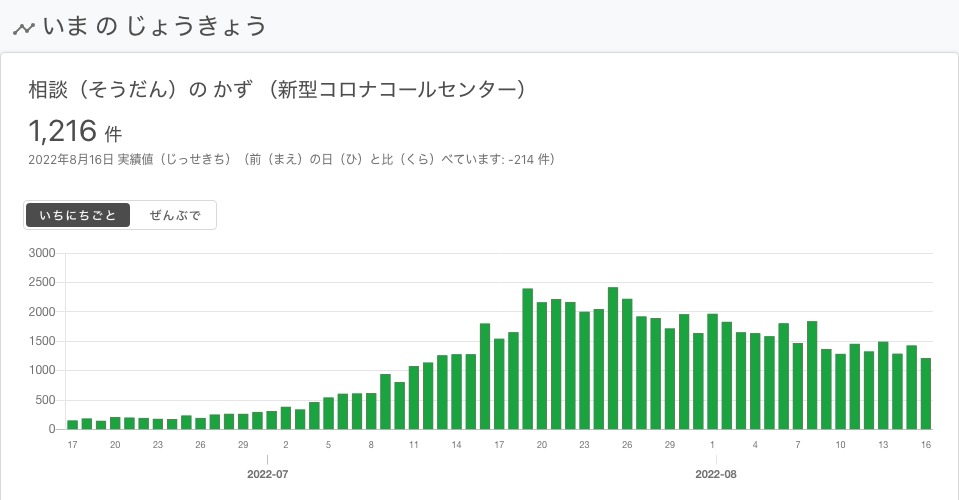 いま の じょうきょう
相談（そうだん）の かず （新型コロナコールセンター）
1,216 件
2022年8月16日 実績値（じっせきち）（前（まえ）の日（ひ）と比（くら）べています: -214 件）
いちにちごと ぜんぶで
3000
2500
2000
1500
1000
500
0
17 20 23 26 29 2 5 8 11 14 17 20 23 26 29 1 4 7 10 13 16
2022-07 2022-08